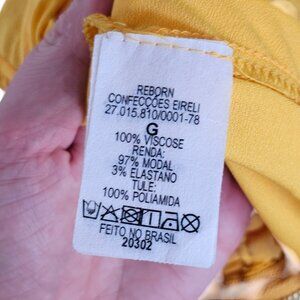 REBORN
CONFECÇÕES EIRELI
27.015.810/0001-78
G
100% VISCOSE
RENDA:
97% MODAL
3% ELASTANO
TULE:
100% POLIAMIDA
FEITO NO BRASIL
20302